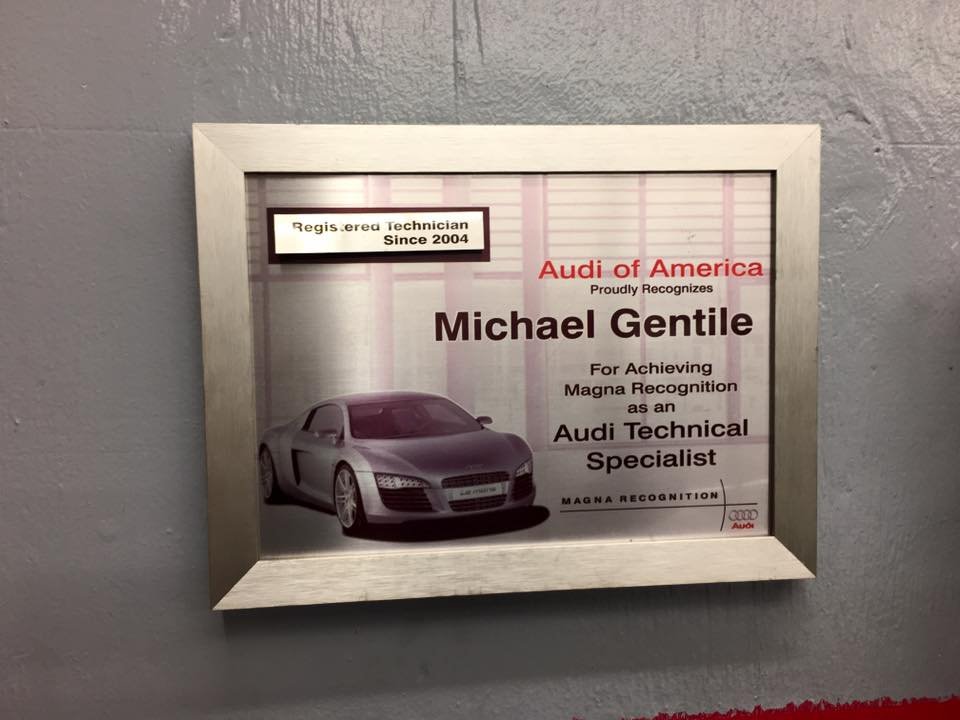 Registered Technician
Since 2004
Audi of America
Proudly Recognizes
Michael Gentile
For Achieving
Magna Recognition
as an
Audi Technical
Specialist
MAGNA RECOGNITION
Audi